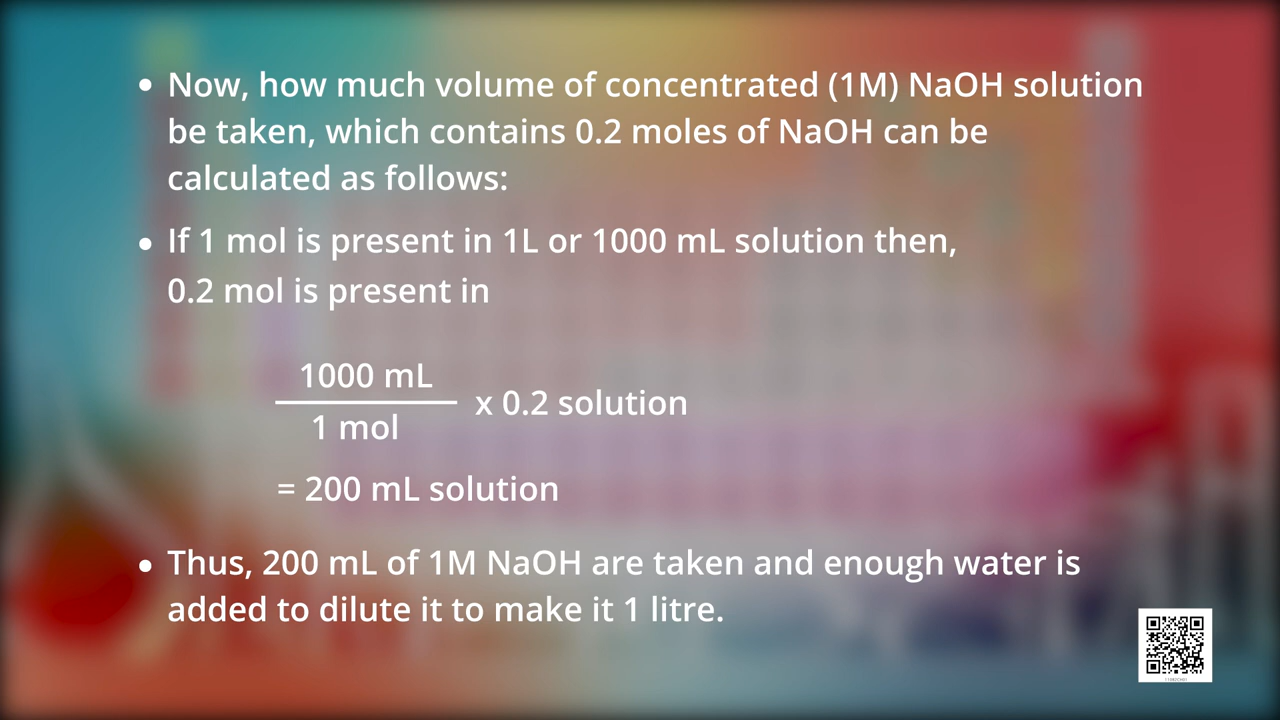 • Now, how much volume of concentrated (1M) NaOH solution
be taken, which contains 0.2 moles of NaOH can be
calculated as follows:
• If 1 mol is present in 1L or 1000 mL solution then,
0.2 mol is present in
1000 mL
x 0.2 solution
1 mol
= 200 mL solution
• Thus, 200 mL of 1M NaOH are taken and enough water is
added to dilute it to make it 1 litre.